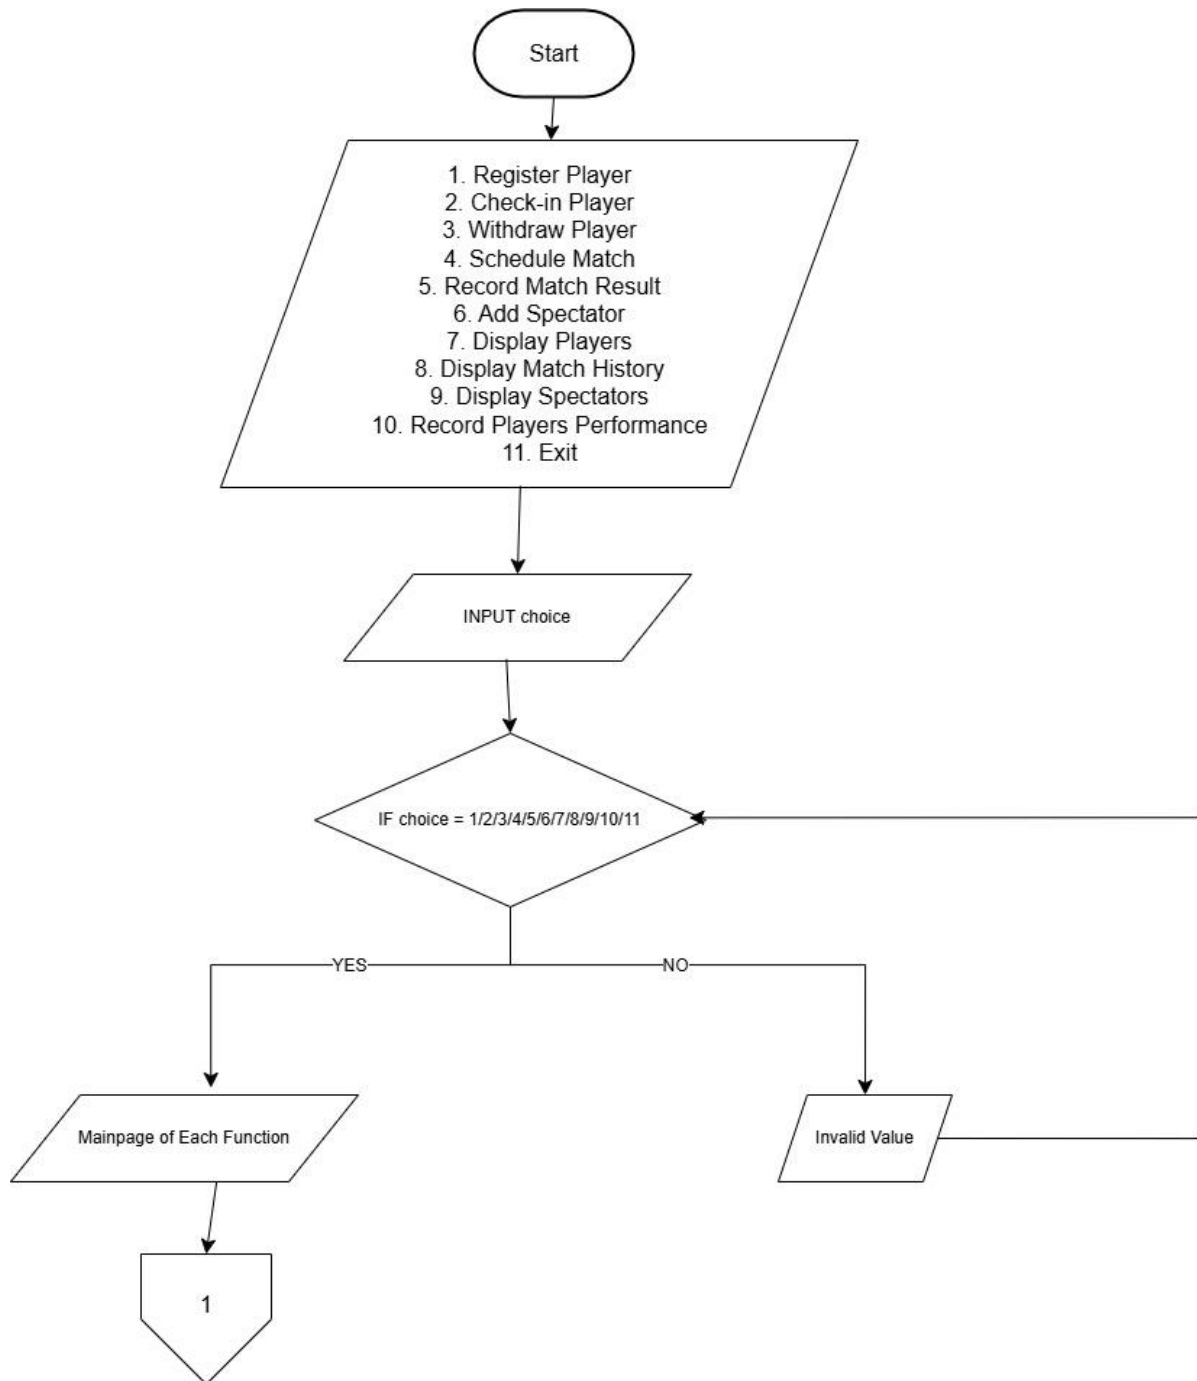 Start
1. Register Player
2. Check-in Player
3. Withdraw Player
4. Schedule Match
5. Record Match Result
6. Add Spectator
7. Display Players
8. Display Match History
9. Display Spectators
10. Record Players Performance
11. Exit
INPUT choice
IF choice = 1/2/3/4/5/6/7/8/9/10/11
YES
NO
Mainpage of Each Function
Invalid Value
1